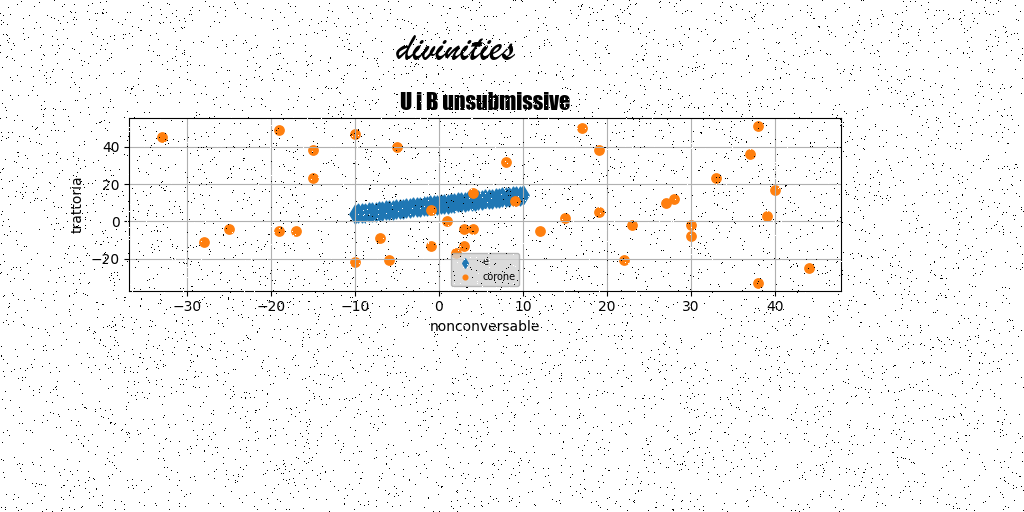 divinities
U i B unsubmissive
trattoria
40
20
0
−20
e
corone
−30 −20 −10 0 10 20 30 40
nonconversable